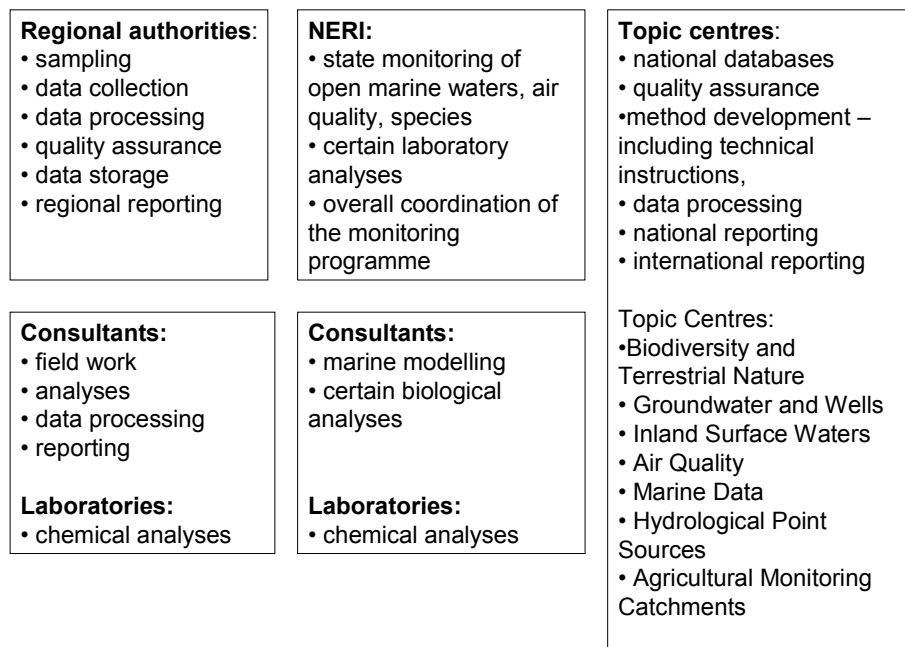 Regional authorities:
• sampling
• data collection
• data processing
• quality assurance
• data storage
• regional reporting
NERI:
• state monitoring of
open marine waters, air
quality, species
• certain laboratory
analyses
• overall coordination of
the monitoring
programme
Topic centres:
• national databases
• quality assurance
•method development –
including technical
instructions,
• data processing
• national reporting
• international reporting
Topic Centres:
•Biodiversity and
Terrestrial Nature
• Groundwater and Wells
• Inland Surface Waters
• Air Quality
• Marine Data
• Hydrological Point
Sources
• Agricultural Monitoring
Catchments
Consultants:
• field work
• analyses
• data processing
• reporting
Laboratories:
• chemical analyses
Consultants:
• marine modelling
• certain biological
analyses
Laboratories:
• chemical analyses